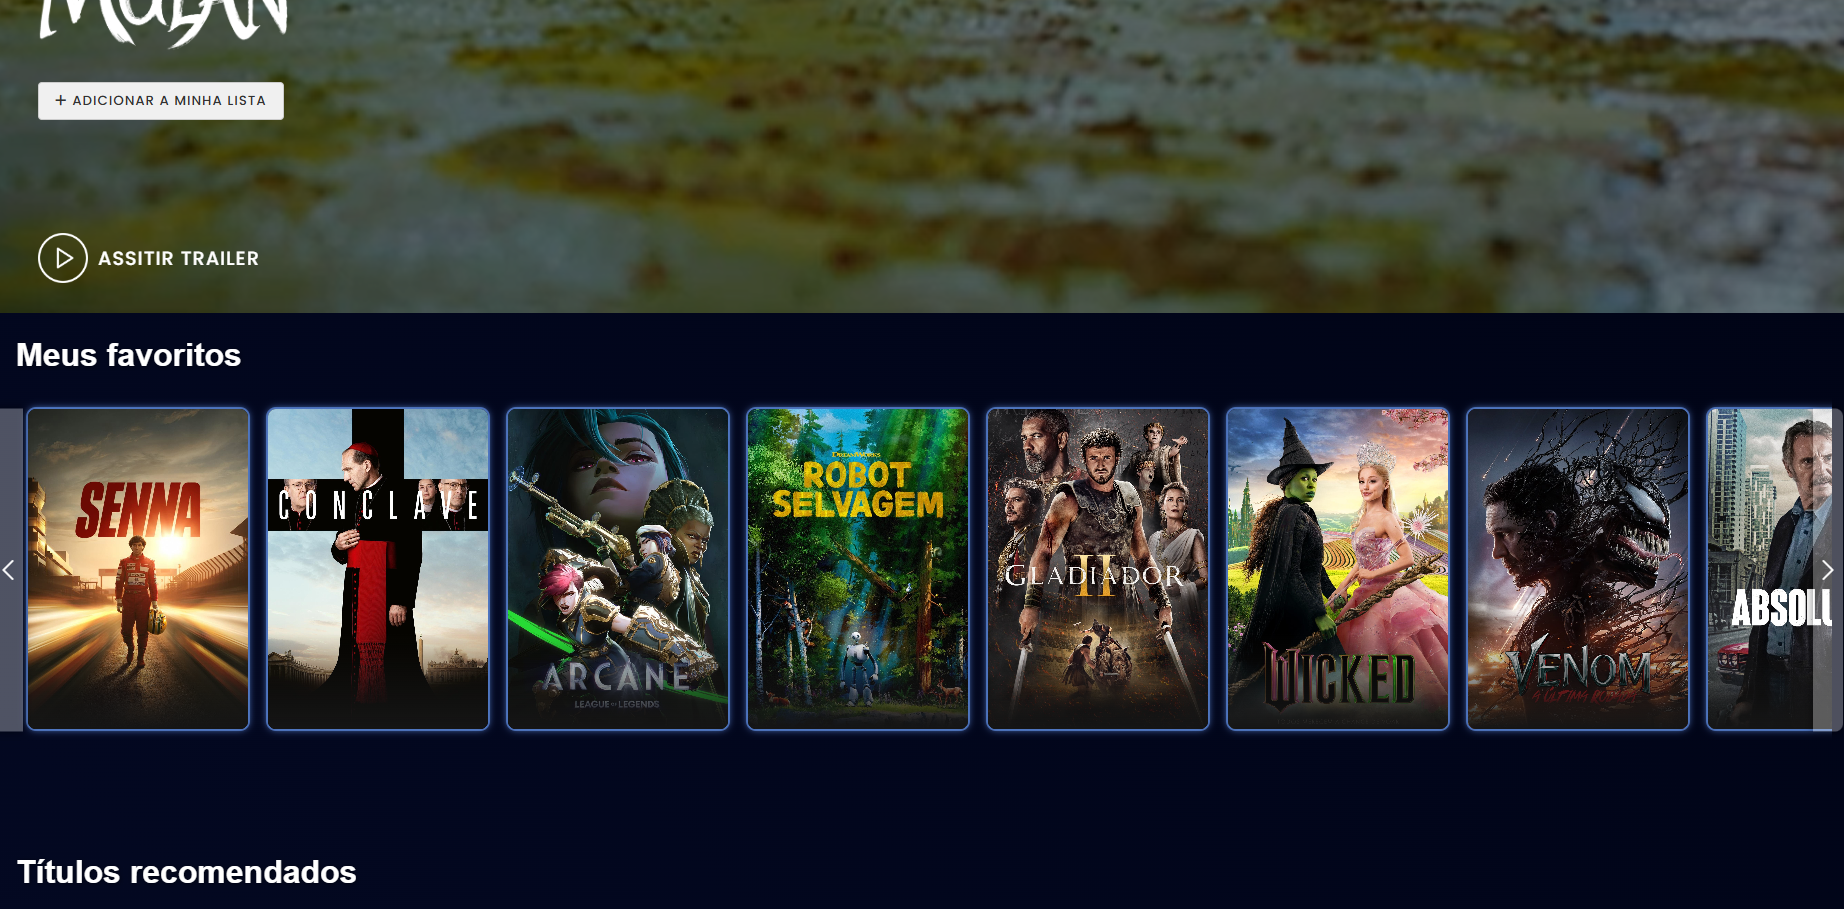 MULAN
+ ADICIONAR A MINHA LISTA
ASSITIR TRAILER
Meus favoritos
SENNA
CONCLAVE
ARCANE
LEAGUE OF LEGENDS
DREAMWORKS
ROBOT
SELVAGEM
GLADIADOR
II
WICKED
VENOM
ABSOLU
Títulos recomendados